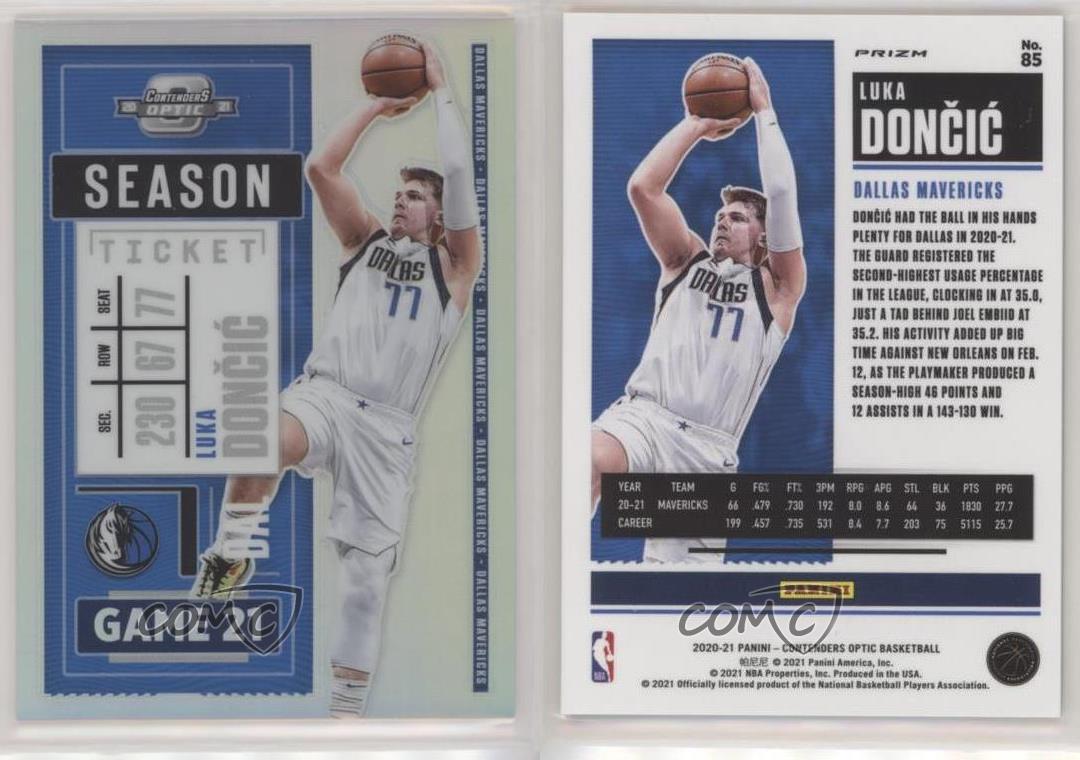 CONTENDERS
20 OPTIC 21
SEASON
TICKET
SEC. ROW SEAT
230 67 77
LUKA
DONČIĆ
DALLAS
77
DAL
GAME 27
DALLAS MAVERICKS · DALLAS MAVERICKS · DALLAS MAVERICKS · DALLAS MAVERICKS · DALLAS MAVERICKS
COMC
PRIZM
No.
85
LUKA
DONČIĆ
DALLAS MAVERICKS
DONČIĆ HAD THE BALL IN HIS HANDS
PLENTY FOR DALLAS IN 2020-21.
THE GUARD REGISTERED THE
SECOND-HIGHEST USAGE PERCENTAGE
IN THE LEAGUE, CLOCKING IN AT 35.0,
JUST A TAD BEHIND JOEL EMBIID AT
35.2. HIS ACTIVITY ADDED UP BIG
TIME AGAINST NEW ORLEANS ON FEB.
12, AS THE PLAYMAKER PRODUCED A
SEASON-HIGH 46 POINTS AND
12 ASSISTS IN A 143-130 WIN.
DALLAS
77
YEAR TEAM G FG% FT% 3PM RPG APG STL BLK PTS PPG
20-21 MAVERICKS 66 .479 .730 192 8.0 8.6 64 36 1830 27.7
CAREER 199 .457 .735 531 8.4 7.7 203 75 5115 25.7
PANINI
COMC
2020-21 PANINI – CONTENDERS OPTIC BASKETBALL
帕尼尼 © 2021 Panini America, Inc.
© 2021 NBA Properties, Inc. Produced in the USA.
© 2021 Officially licensed product of the National Basketball Players Association.
NBA